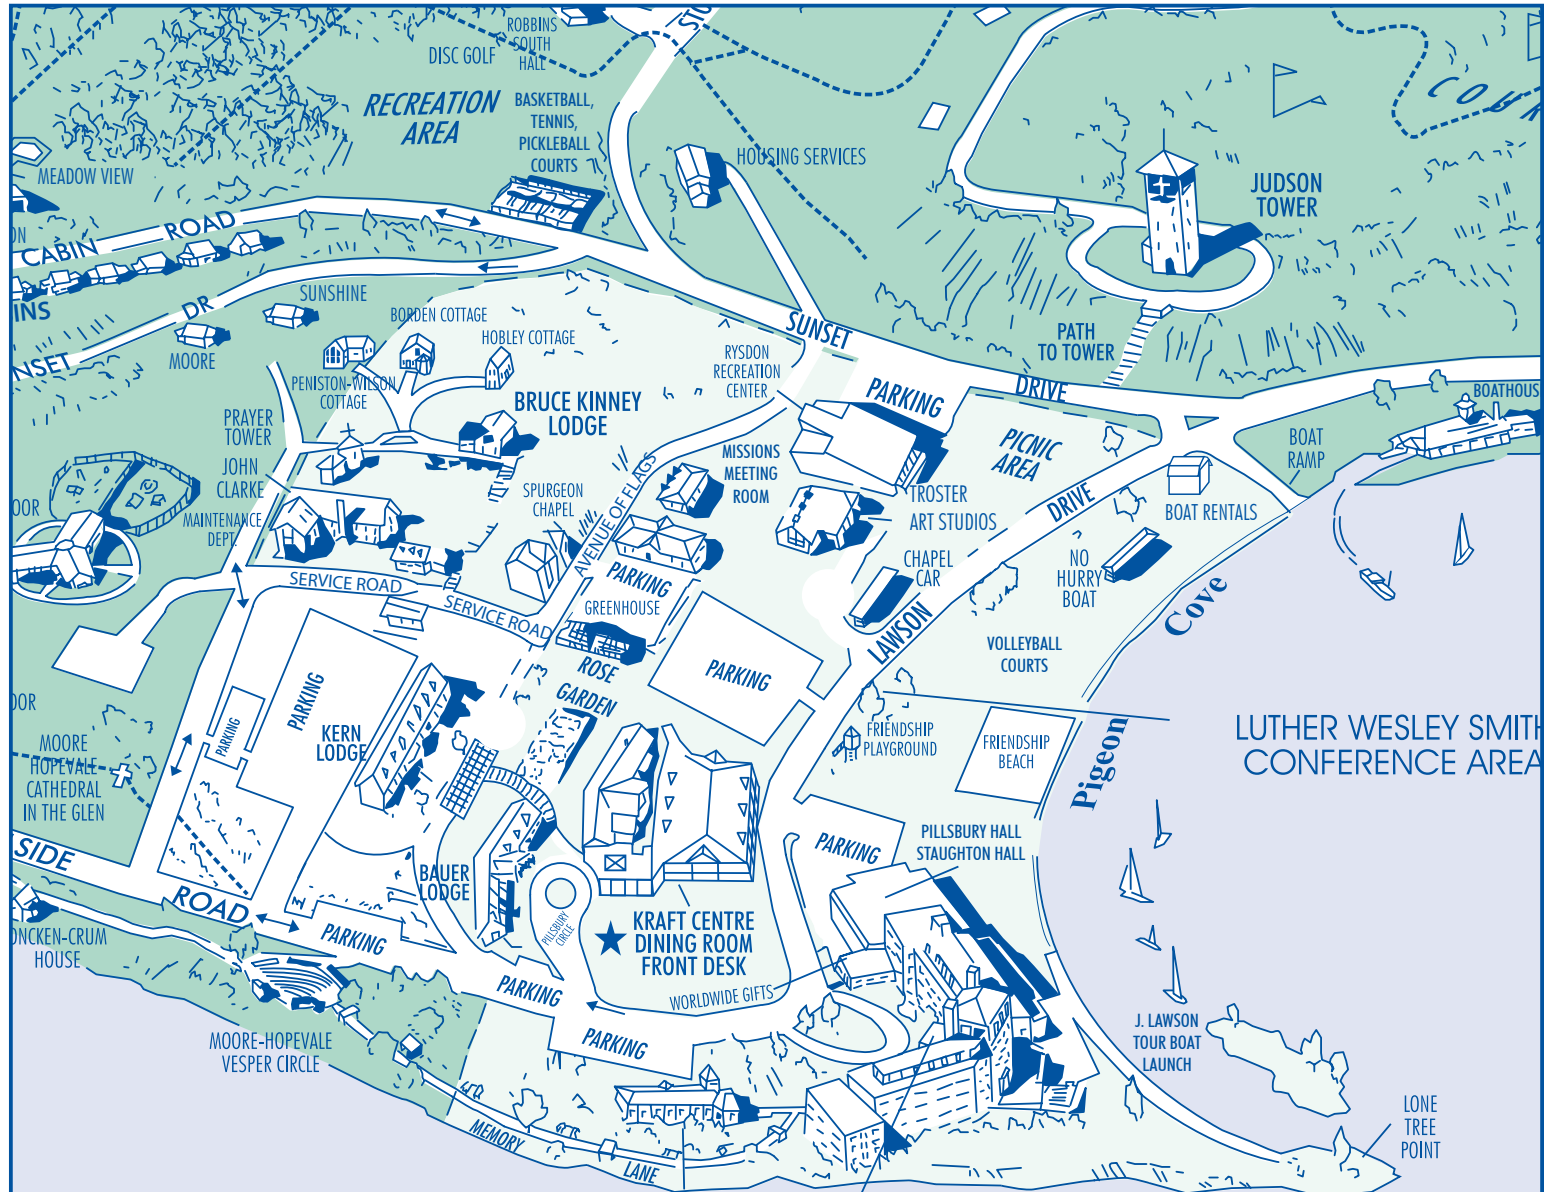 ROBBINS
SOUTH
HALL
STU
DISC GOLF
RECREATION
AREA
BASKETBALL,
TENNIS,
PICKLEBALL
COURTS
COUR
MEADOW VIEW
HOUSING SERVICES
JUDSON
TOWER
ON
CABIN ROAD
INS
SUNSHINE
DR
NSET
MOORE
BORDEN COTTAGE
HOBLEY COTTAGE
PENISTON-WILSON
COTTAGE
SUNSET
DRIVE
PATH
TO TOWER
RYSDON
RECREATION
CENTER
PARKING
BOATHOUS
BRUCE KINNEY
LODGE
PRAYER
TOWER
JOHN
CLARKE
MAINTENANCE
DEPT.
PICNIC
AREA
BOAT
RAMP
MISSIONS
MEETING
ROOM
SPURGEON
CHAPEL
AVENUE OF FLAGS
TROSTER
ART STUDIOS
DRIVE
BOAT RENTALS
OOR
CHAPEL
CAR
NO
HURRY
BOAT
SERVICE ROAD
SERVICE ROAD
PARKING
GREENHOUSE
LAWSON
Cove
VOLLEYBALL
COURTS
ROSE
GARDEN
PARKING
PARKING
PARKING
OOR
KERN
LODGE
FRIENDSHIP
PLAYGROUND
FRIENDSHIP
BEACH
Pigeon
LUTHER WESLEY SMITH
CONFERENCE AREA
MOORE
HOPEVALE
CATHEDRAL
IN THE GLEN
PARKING
PILLSBURY HALL
STAUGHTON HALL
SIDE
ROAD
BAUER
LODGE
PILLSBURY
CIRCLE
KRAFT CENTRE
DINING ROOM
FRONT DESK
ONCKEN-CRUM
HOUSE
PARKING
PARKING
WORLDWIDE GIFTS
PARKING
MOORE-HOPEVALE
VESPER CIRCLE
J. LAWSON
TOUR BOAT
LAUNCH
LONE
TREE
POINT
MEMORY
LANE